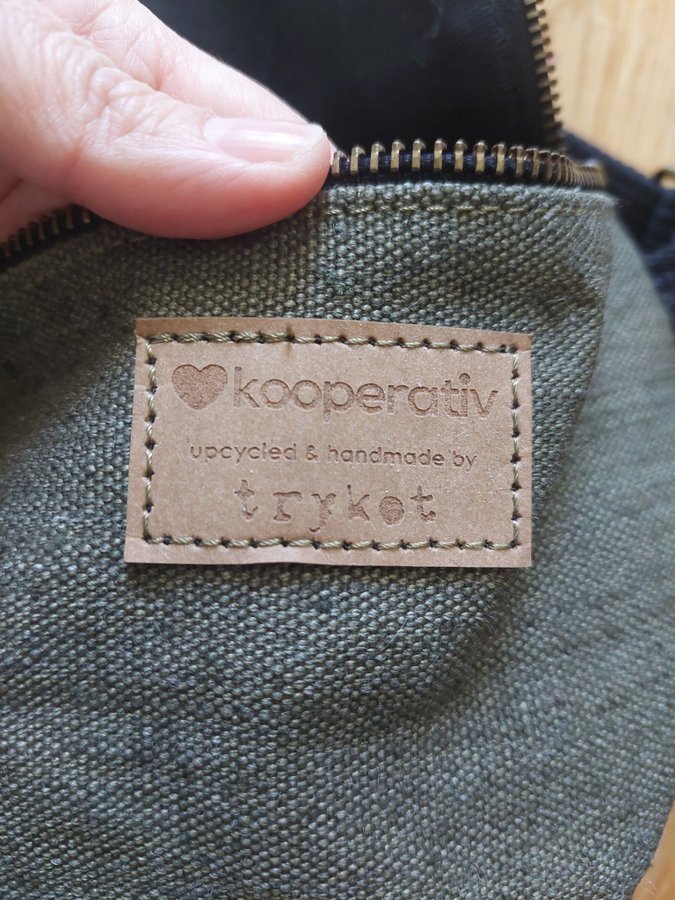 kooperativ
upcycled & handmade by
trykot